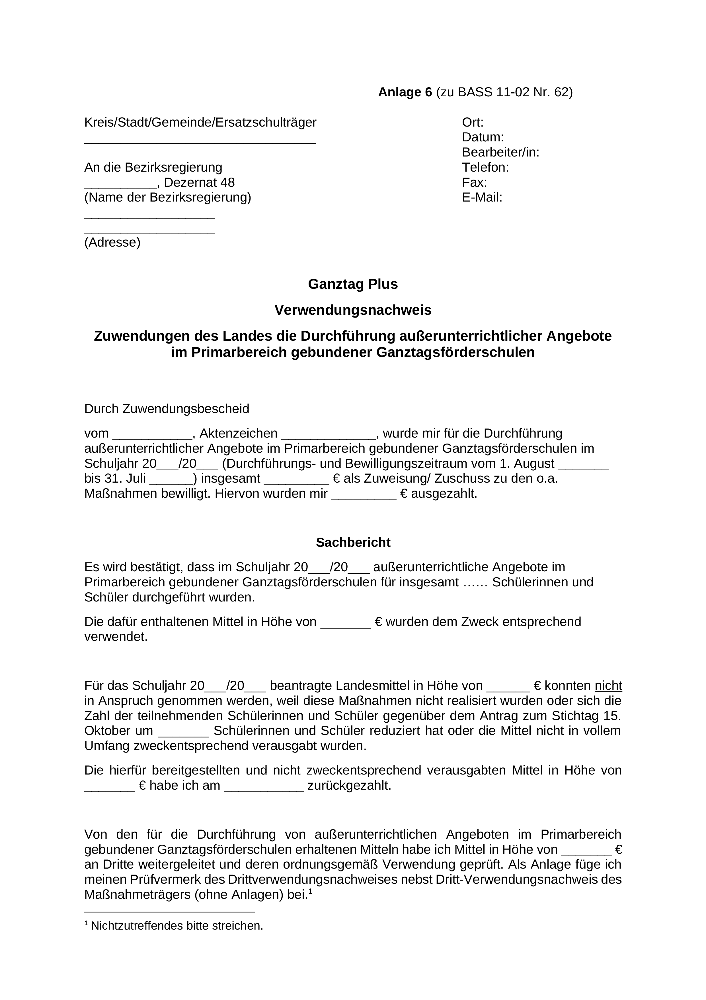 Anlage 6 (zu BASS 11-02 Nr. 62)
Kreis/Stadt/Gemeinde/Ersatzschulträger
________________________________
An die Bezirksregierung
__________, Dezernat 48
(Name der Bezirksregierung)
__________________
__________________
(Adresse)
Ort:
Datum:
Bearbeiter/in:
Telefon:
Fax:
E-Mail:
Ganztag Plus
Verwendungsnachweis
Zuwendungen des Landes die Durchführung außerunterrichtlicher Angebote
im Primarbereich gebundener Ganztagsförderschulen
Durch Zuwendungsbescheid
vom ___________, Aktenzeichen _____________, wurde mir für die Durchführung
außerunterrichtlicher Angebote im Primarbereich gebundener Ganztagsförderschulen im
Schuljahr 20___/20___ (Durchführungs- und Bewilligungszeitraum vom 1. August _______
bis 31. Juli ______) insgesamt _________ € als Zuweisung/ Zuschuss zu den o.a.
Maßnahmen bewilligt. Hiervon wurden mir _________ € ausgezahlt.
Sachbericht
Es wird bestätigt, dass im Schuljahr 20___/20___ außerunterrichtliche Angebote im
Primarbereich gebundener Ganztagsförderschulen für insgesamt …… Schülerinnen und
Schüler durchgeführt wurden.
Die dafür enthaltenen Mittel in Höhe von _______ € wurden dem Zweck entsprechend
verwendet.
Für das Schuljahr 20___/20___ beantragte Landesmittel in Höhe von ______ € konnten nicht
in Anspruch genommen werden, weil diese Maßnahmen nicht realisiert wurden oder sich die
Zahl der teilnehmenden Schülerinnen und Schüler gegenüber dem Antrag zum Stichtag 15.
Oktober um _______ Schülerinnen und Schüler reduziert hat oder die Mittel nicht in vollem
Umfang zweckentsprechend verausgabt wurden.
Die hierfür bereitgestellten und nicht zweckentsprechend verausgabten Mittel in Höhe von
_______ € habe ich am ___________ zurückgezahlt.
Von den für die Durchführung von außerunterrichtlichen Angeboten im Primarbereich
gebundener Ganztagsförderschulen erhaltenen Mitteln habe ich Mittel in Höhe von _______ €
an Dritte weitergeleitet und deren ordnungsgemäß Verwendung geprüft. Als Anlage füge ich
meinen Prüfvermerk des Drittverwendungsnachweises nebst Dritt-Verwendungsnachweis des
Maßnahmeträgers (ohne Anlagen) bei.1
1 Nichtzutreffendes bitte streichen.